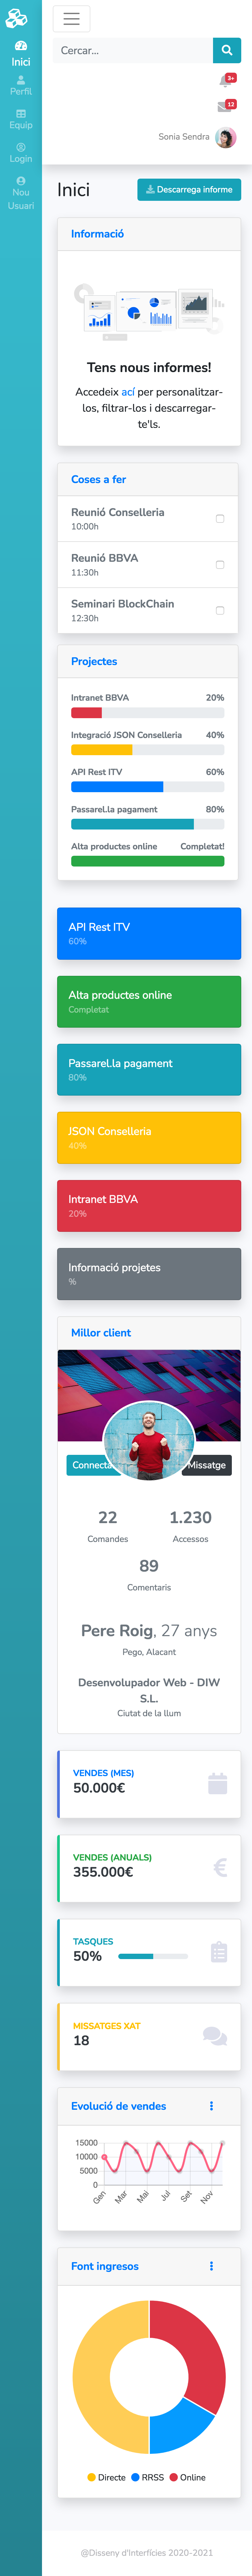 Inici
Perfil
Equip
Login
Nou
Usuari
Cercar...
3+
12
Sonia Sendra
Inici
Descarrega informe
Informació
Tens nous informes!
Accedeix ací per personalitzar-
los, filtrar-los i descarregar-
te'ls.
Coses a fer
Reunió Conselleria
10:00h
Reunió BBVA
11:30h
Seminari BlockChain
12:30h
Projectes
Intranet BBVA 20%
Integració JSON Conselleria 40%
API Rest ITV 60%
Passarel.la pagament 80%
Alta productes online Completat!
API Rest ITV
60%
Alta productes online
Completat
Passarel.la pagament
80%
JSON Conselleria
40%
Intranet BBVA
20%
Informació projetes
%
Millor client
Connecta
Missatge
22 1.230
Comandes Accessos
89
Comentaris
Pere Roig, 27 anys
Pego, Alacant
Desenvolupador Web - DIW
S.L.
Ciutat de la llum
VENDES (MES)
50.000€
VENDES (ANUALS)
355.000€
TASQUES
50%
MISSATGES XAT
18
Evolució de vendes
15000
10000
5000
0
Gen Mar Mai Jul Set Nov
Font ingresos
Directe RRSS Online
@Disseny d'Interfícies 2020-2021